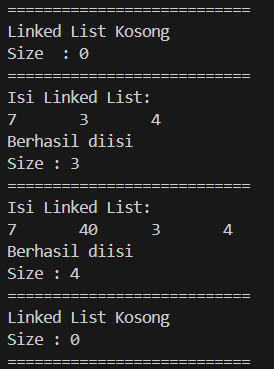 ===========================
Linked List Kosong
Size  : 0
===========================
Isi Linked List:
7       3       4
Berhasil diisi
Size : 3
===========================
Isi Linked List:
7       40      3       4
Berhasil diisi
Size : 4
===========================
Linked List Kosong
Size : 0
===========================